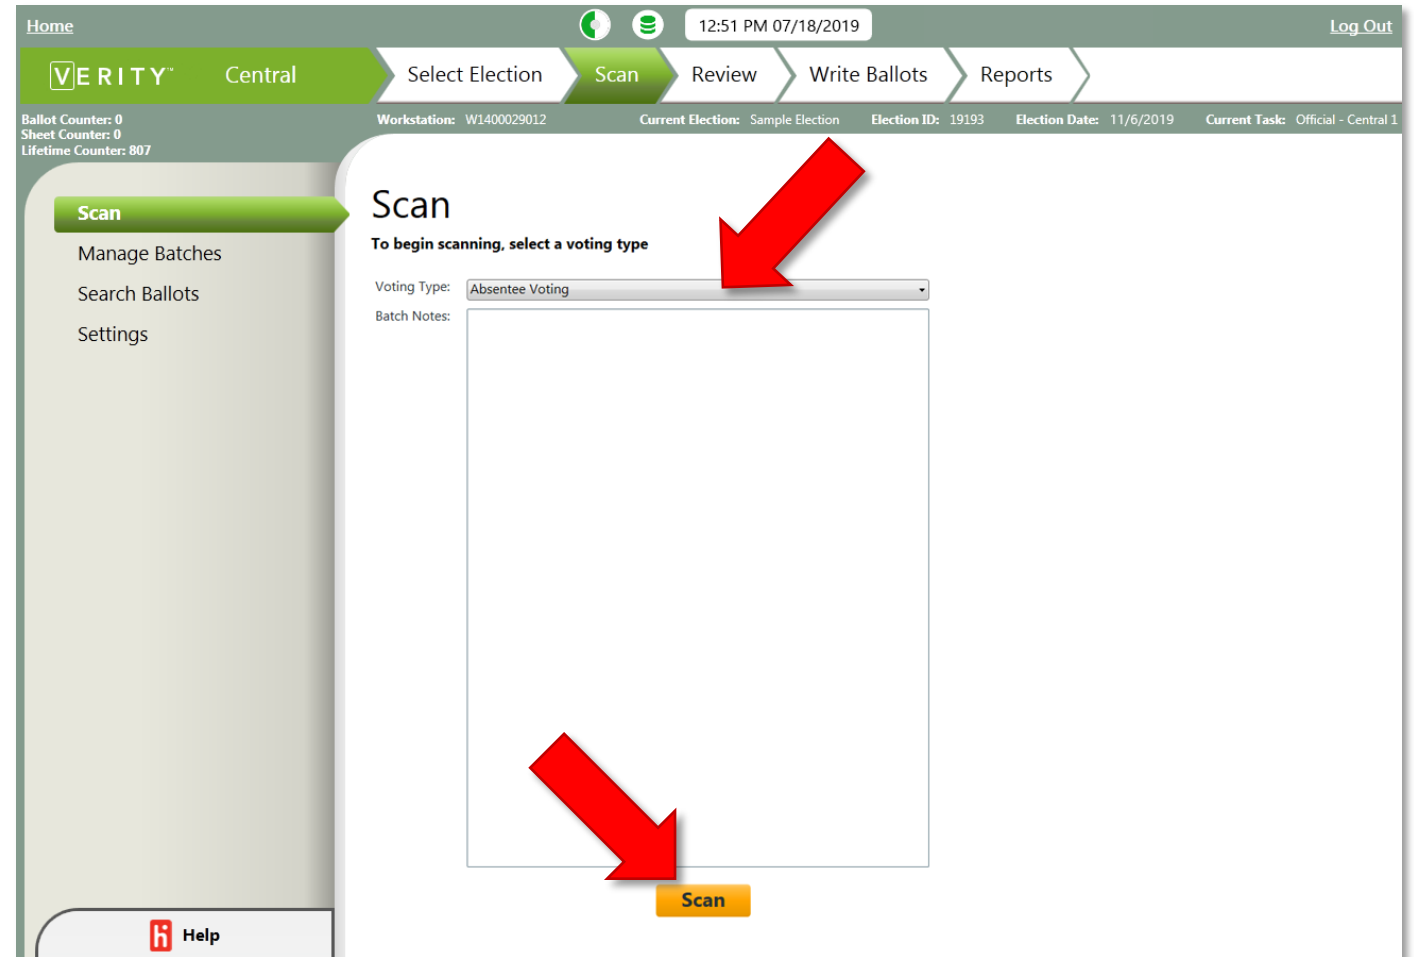 Home 12:51 PM 07/18/2019 Log Out
VERITY™ Central Select Election Scan Review Write Ballots Reports
Ballot Counter: 0
Sheet Counter: 0
Lifetime Counter: 807
Workstation: W1400029012 Current Election: Sample Election Election ID: 19193 Election Date: 11/6/2019 Current Task: Official - Central 1
Scan
Manage Batches
Search Ballots
Settings
Scan
To begin scanning, select a voting type
Voting Type: Absentee Voting
Batch Notes:
Scan
hi Help